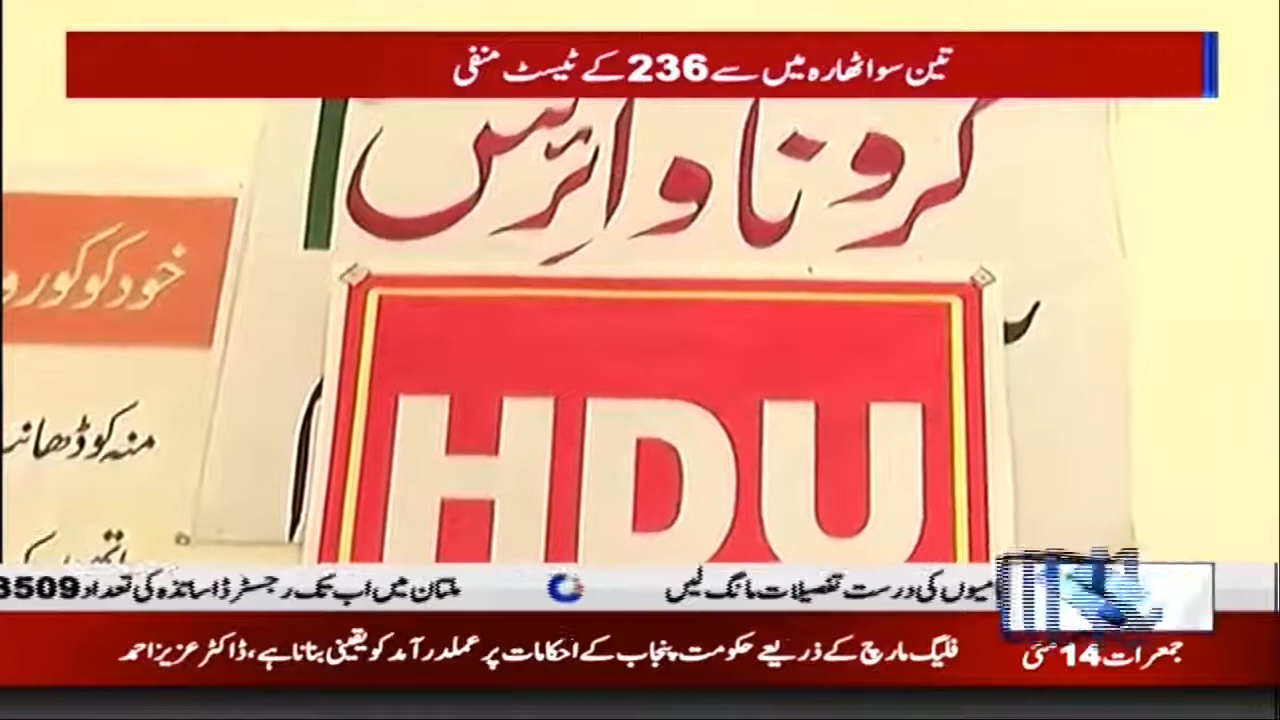 تین سو اٹھارہ میں سے 236 کے ٹیسٹ منفی
کرونا وائرس
خود کو کورو
منہ کو ڈھانپ
HDU
میوں کی درست تفصیلات مانگ لیں
ملتان میں اب تک رجسٹرڈ اساتذہ کی تعداد 3509
جمعرات 14 مئی
فلیگ مارچ کے ذریعے حکومت پنجاب کے احکامات پر عملدرآمد کو یقینی بنانا ہے، ڈاکٹر عزیز احمد